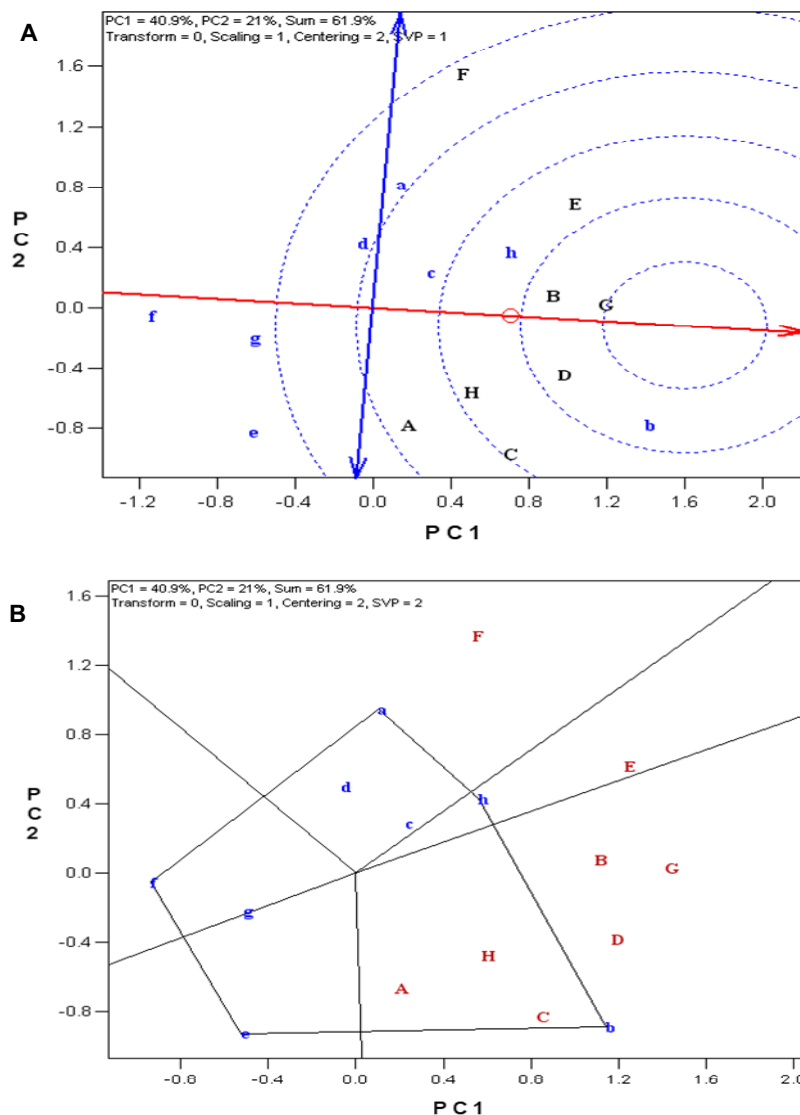 A
PC1 = 40.9%, PC2 = 21%, Sum = 61.9%
Transform = 0, Scaling = 1, Centering = 2, SVP = 1
F
1.6
1.2
a
0.8
E
P
C
2
d
0.4
h
c
B
G
0.0
f
g
-0.4
D
H
b
-0.8
e
A
C
-1.2 -0.8 -0.4 0.0 0.4 0.8 1.2 1.6 2.0
P C 1
B
PC1 = 40.9%, PC2 = 21%, Sum = 61.9%
Transform = 0, Scaling = 1, Centering = 2, SVP = 2
1.6
F
1.2
a
0.8
E
d
P
C
2
h
0.4
c
B
G
0.0
f
g
-0.4
D
H
A
C
-0.8
e
b
-0.8 -0.4 0.0 0.4 0.8 1.2 1.6 2.0
P C 1